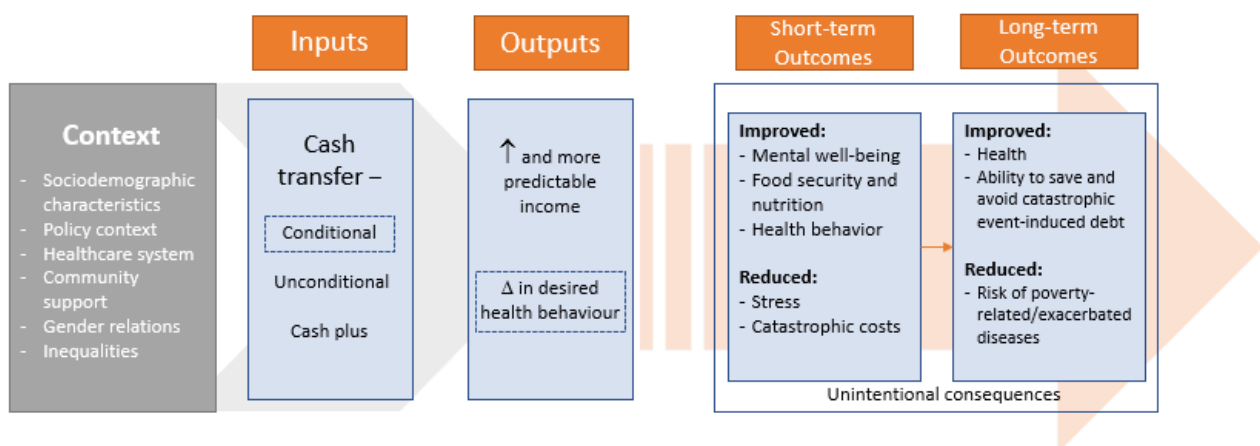 Inputs
Outputs
Short-term
Outcomes
Long-term
Outcomes
Context
- Sociodemographic
characteristics
- Policy context
- Healthcare system
- Community
support
- Gender relations
- Inequalities
Cash
transfer –
Conditional
Unconditional
Cash plus
↑ and more
predictable
income
Δ in desired
health behaviour
Improved:
- Mental well-being
- Food security and
nutrition
- Health behavior
Reduced:
- Stress
- Catastrophic costs
Improved:
- Health
- Ability to save and
avoid catastrophic
event-induced debt
Reduced:
- Risk of poverty-
related/exacerbated
diseases
Unintentional consequences